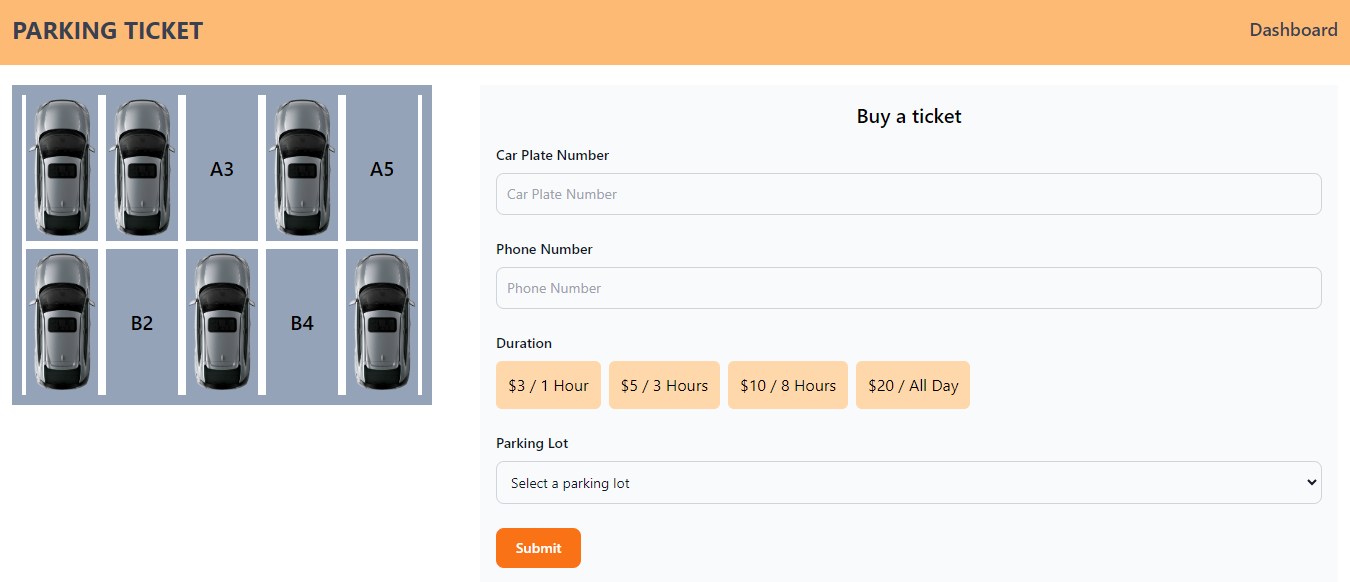 PARKING TICKET
Dashboard
A3
A5
B2
B4
Buy a ticket
Car Plate Number
Car Plate Number
Phone Number
Phone Number
Duration
$3 / 1 Hour
$5 / 3 Hours
$10 / 8 Hours
$20 / All Day
Parking Lot
Select a parking lot
Submit